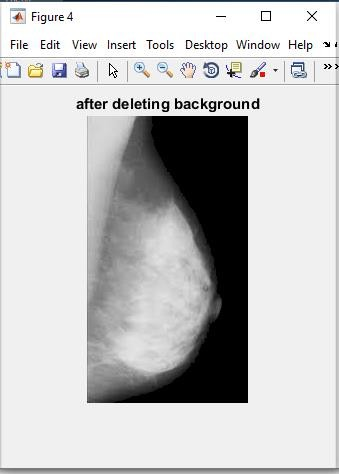 Figure 4
File Edit View Insert Tools Desktop Window Help
after deleting background